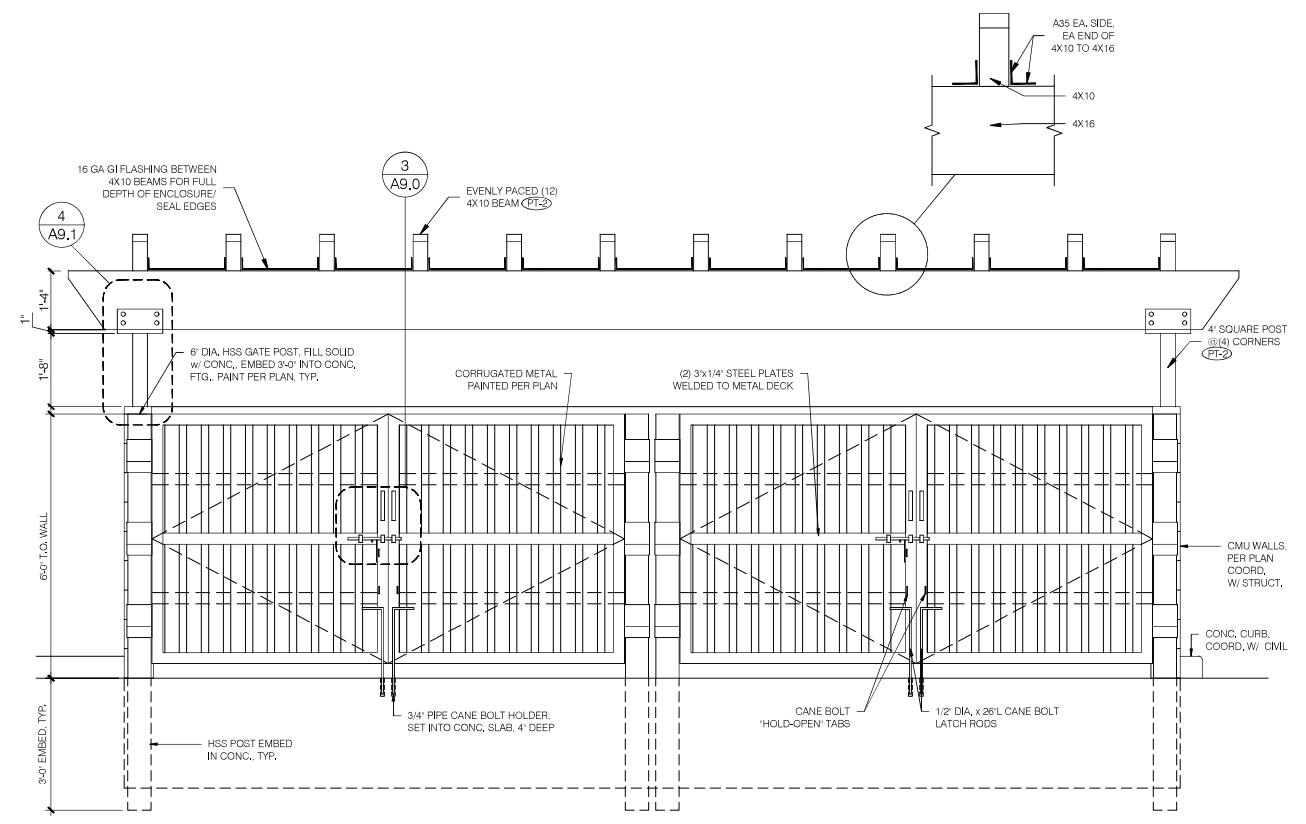 A35 EA. SIDE,
EA END OF
4X10 TO 4X16
4X10
4X16
16 GA GI FLASHING BETWEEN
4X10 BEAMS FOR FULL
DEPTH OF ENCLOSURE/
SEAL EDGES
3
A9.0
EVENLY PACED (12)
4X10 BEAM PT-2
4
A9.1
1'-4"
1"
1'-8"
6" DIA. HSS GATE POST, FILL SOLID
w/ CONC., EMBED 3'-0" INTO CONC.
FTG., PAINT PER PLAN, TYP.
CORRUGATED METAL
PAINTED PER PLAN
(2) 3"x1/4" STEEL PLATES
WELDED TO METAL DECK
4" SQUARE POST
@(4) CORNERS
PT-2
6'-0" T.O. WALL
CMU WALLS,
PER PLAN
COORD.
W/ STRUCT.
CONC. CURB,
COORD. W/ CIVIL
3'-0" EMBED, TYP.
HSS POST EMBED
IN CONC., TYP.
3/4" PIPE CANE BOLT HOLDER,
SET INTO CONC. SLAB, 4" DEEP
CANE BOLT
"HOLD-OPEN" TABS
1/2" DIA. x 26"L CANE BOLT
LATCH RODS